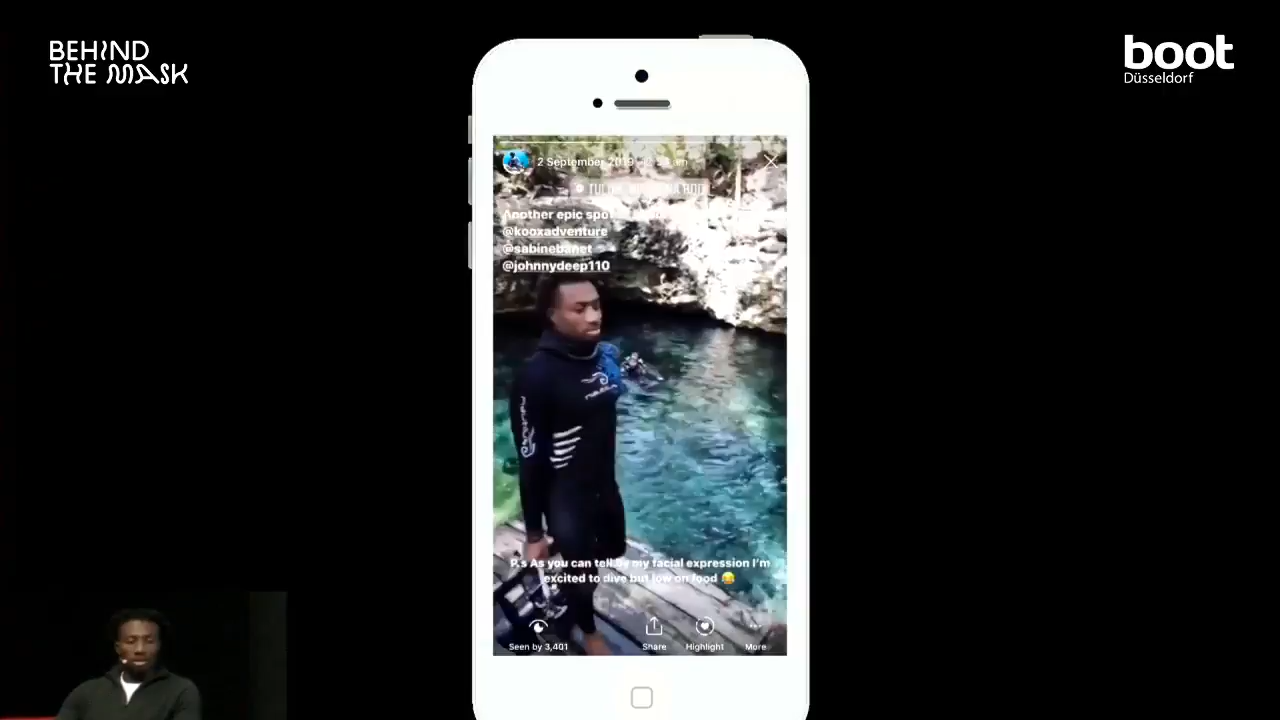 BEHIND
THE MASK
boot
Düsseldorf
2 September 2019
Another epic spot
@kooxadventure
@sabinebanet
@johnnydeep110
P.s As you can tell by my facial expression I'm
excited to dive but low on food 😂
Seen by 3,401
Share
Highlight
More